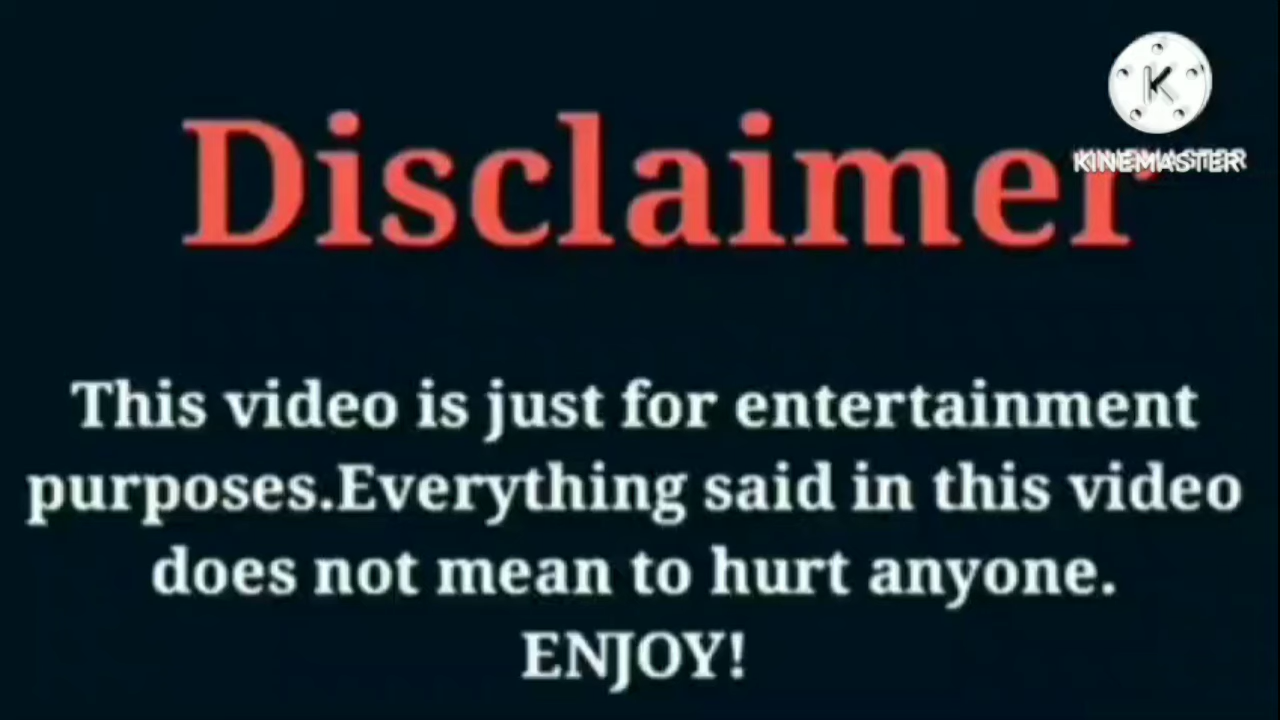 K
KINEMASTER
Disclaimer
This video is just for entertainment
purposes.Everything said in this video
does not mean to hurt anyone.
ENJOY!